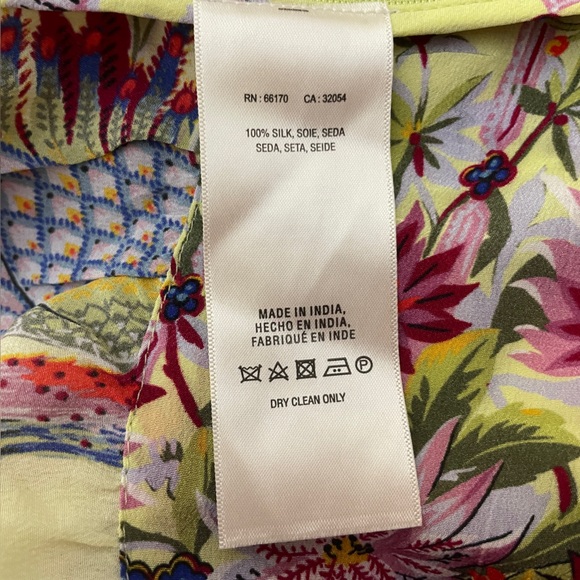 RN : 66170 CA : 32054
100% SILK, SOIE, SEDA
SEDA, SETA, SEIDE
MADE IN INDIA,
HECHO EN INDIA,
FABRIQUÉ EN INDE
P
DRY CLEAN ONLY